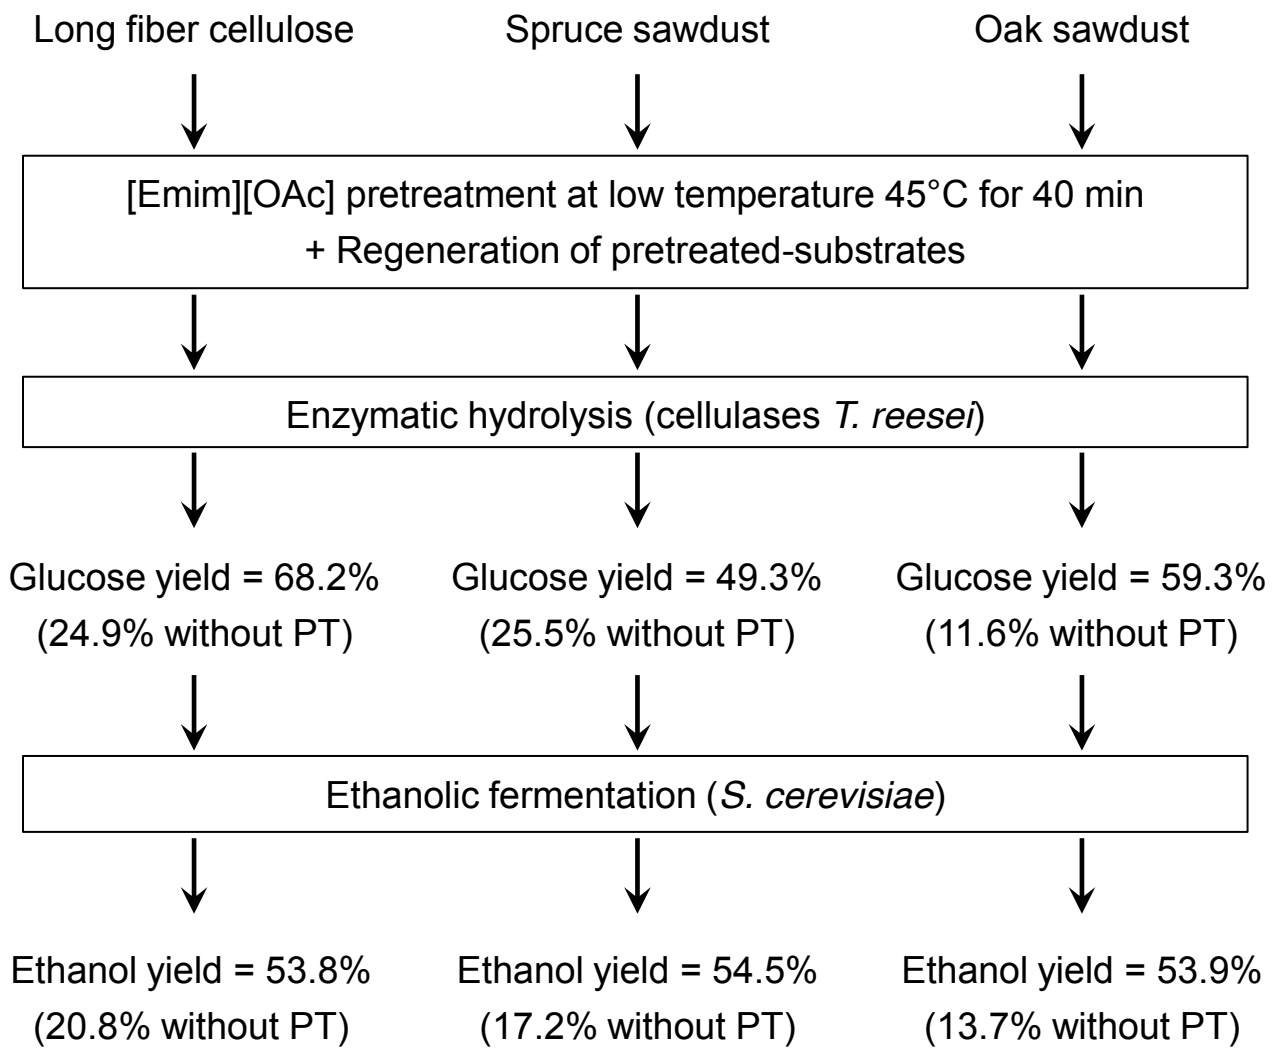 Long fiber cellulose
Spruce sawdust
Oak sawdust
[Emim][OAc] pretreatment at low temperature 45°C for 40 min
+ Regeneration of pretreated-substrates
Enzymatic hydrolysis (cellulases T. reesei)
Glucose yield = 68.2%
(24.9% without PT)
Glucose yield = 49.3%
(25.5% without PT)
Glucose yield = 59.3%
(11.6% without PT)
Ethanolic fermentation (S. cerevisiae)
Ethanol yield = 53.8%
(20.8% without PT)
Ethanol yield = 54.5%
(17.2% without PT)
Ethanol yield = 53.9%
(13.7% without PT)